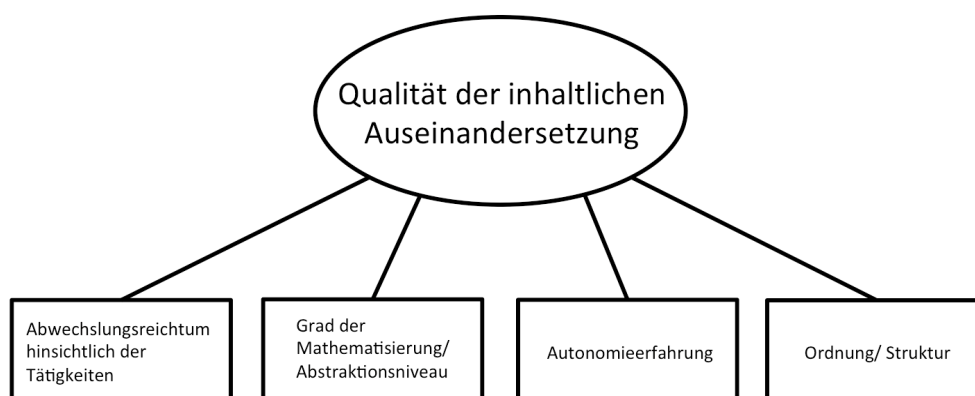 Qualität der inhaltlichen
Auseinandersetzung
Abwechslungsreichtum
hinsichtlich der
Tätigkeiten
Grad der
Mathematisierung/
Abstraktionsniveau
Autonomieerfahrung
Ordnung/ Struktur